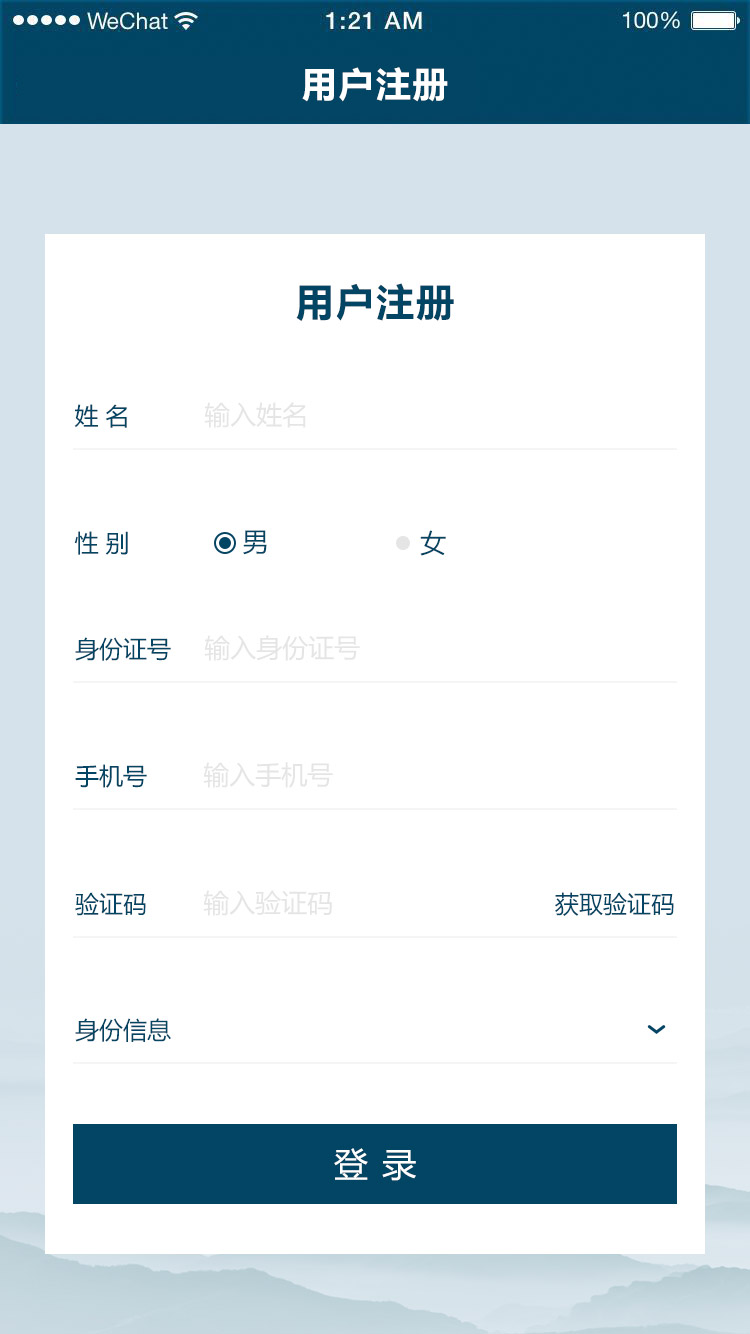 WeChat 1:21 AM 100%
用户注册
用户注册
姓 名 输入姓名
性 别 男 女
身份证号 输入身份证号
手机号 输入手机号
验证码 输入验证码 获取验证码
身份信息
登 录